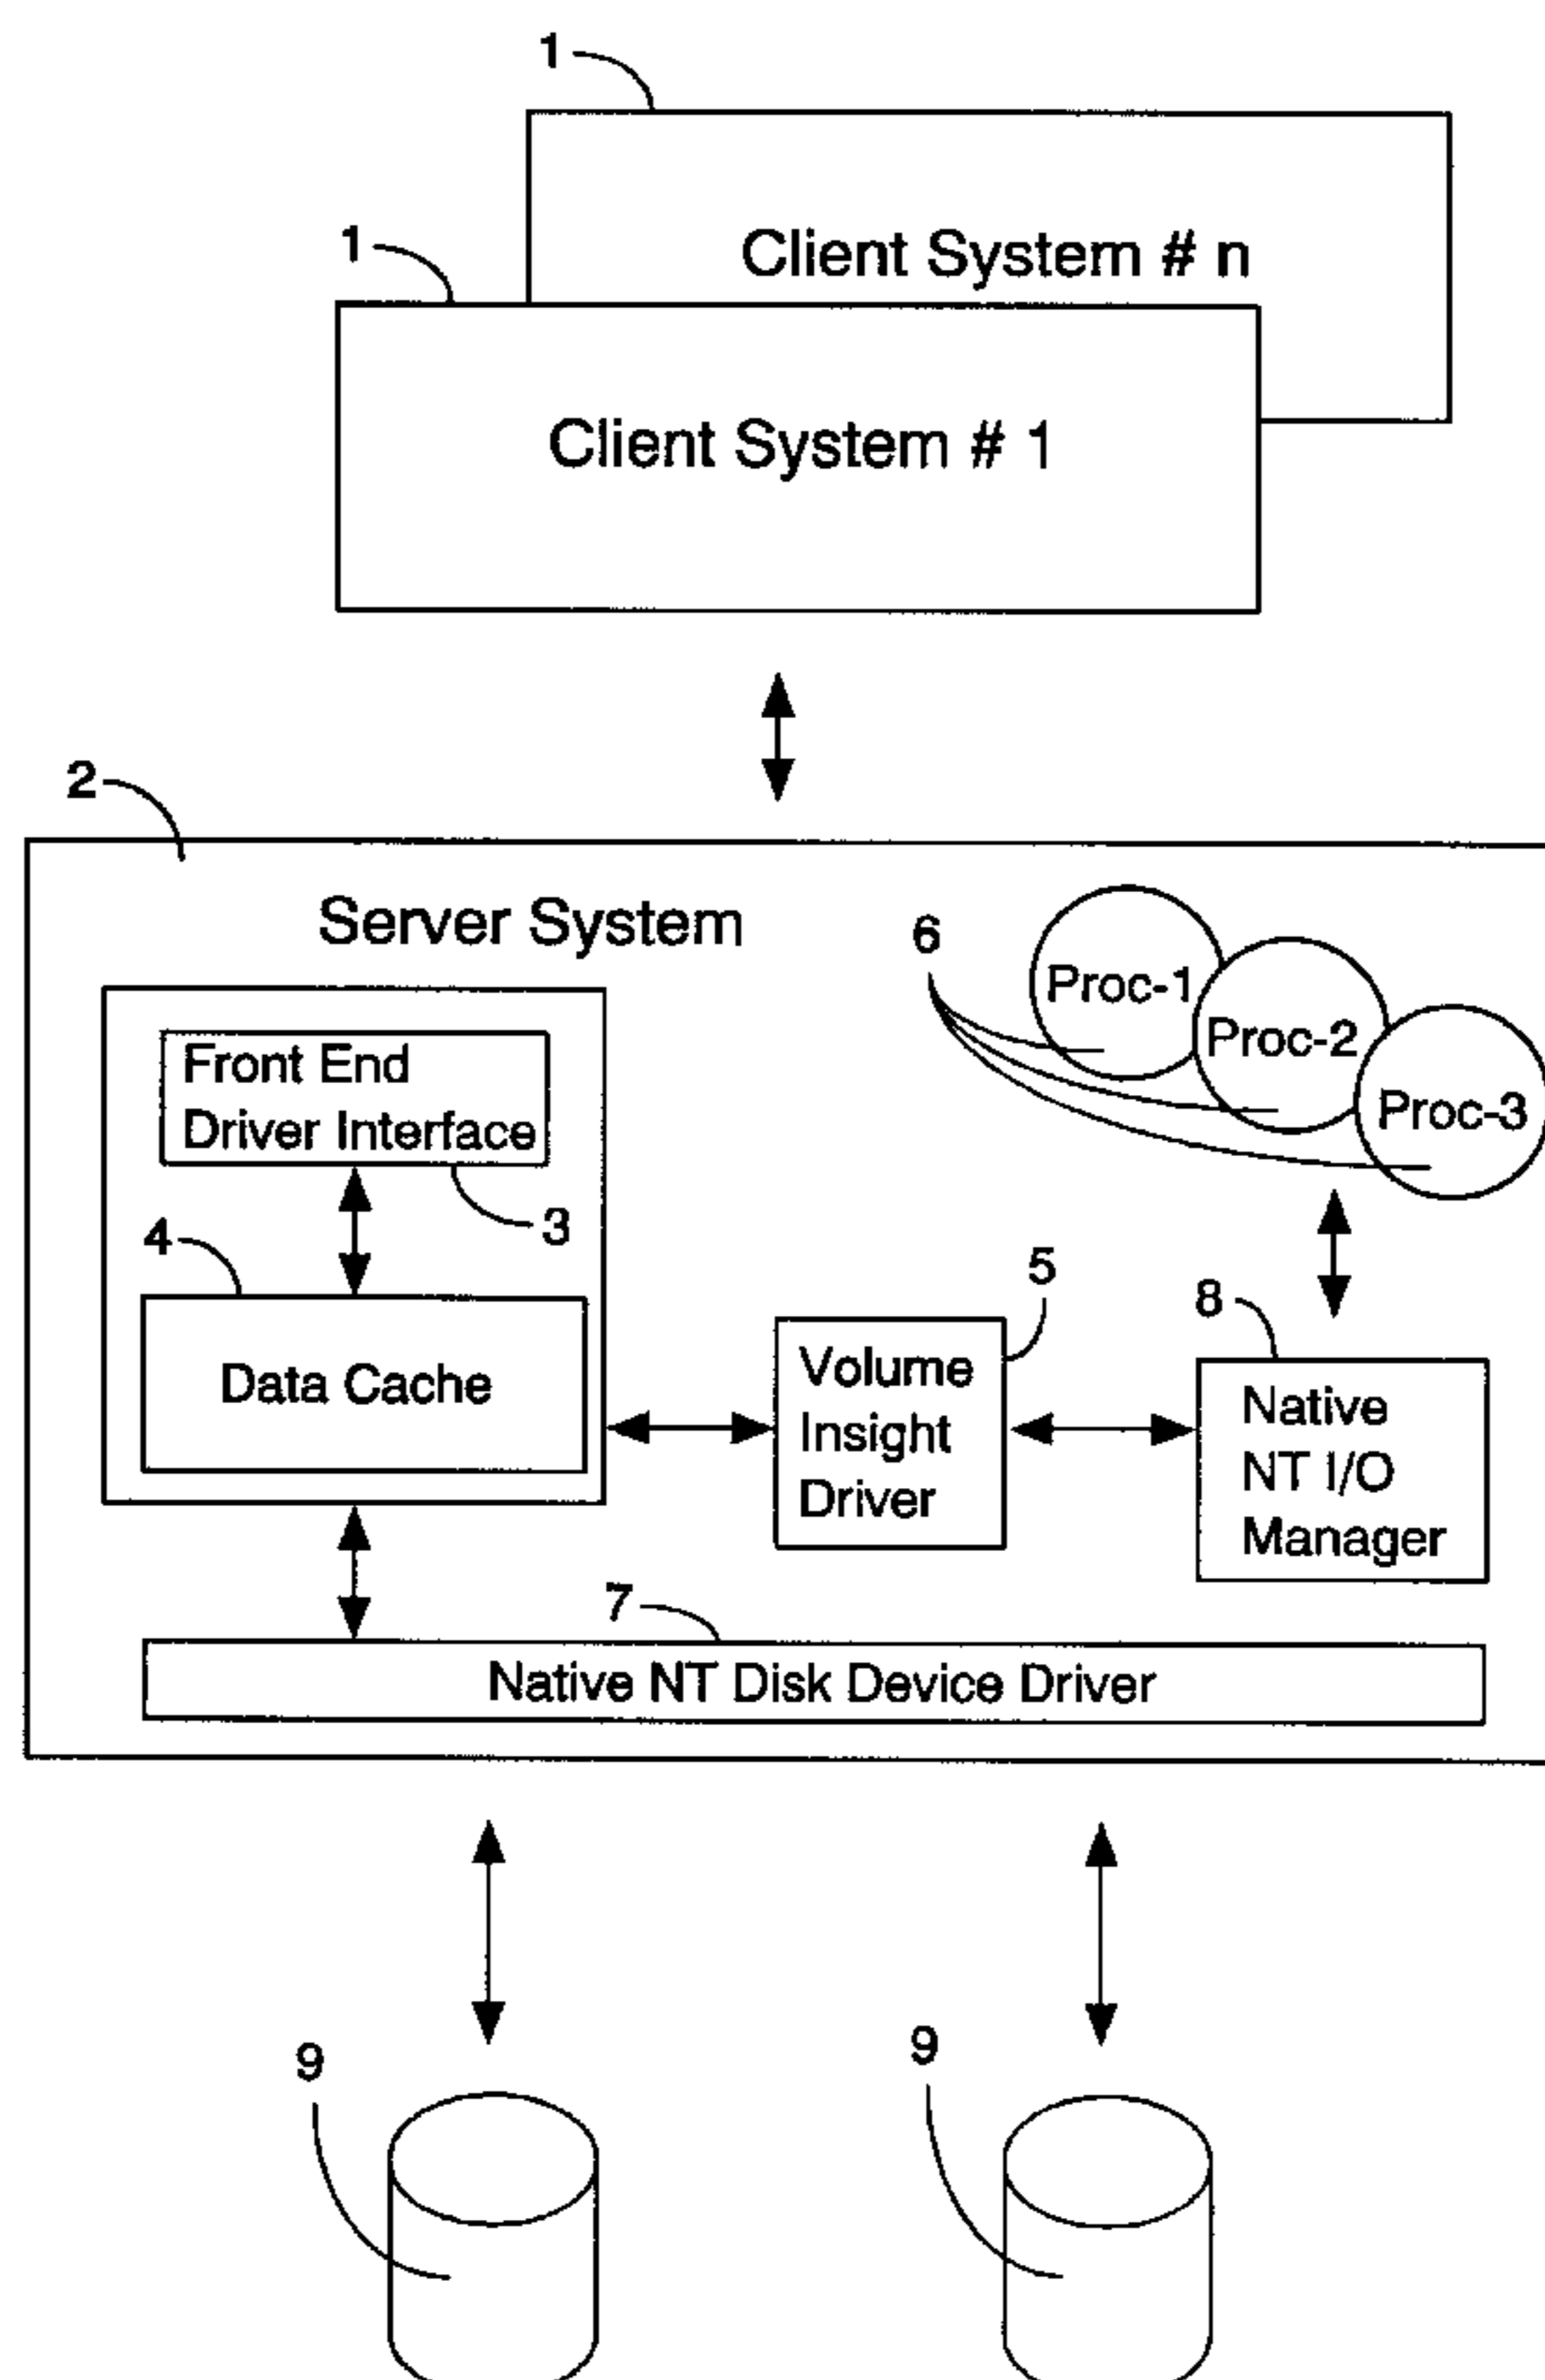 1
Client System # n
1
Client System # 1
2
Server System
6
Proc-1
Proc-2
Proc-3
Front End
Driver Interface
3
4
Data Cache
5
Volume
Insight
Driver
8
Native
NT I/O
Manager
7
Native NT Disk Device Driver
9
9